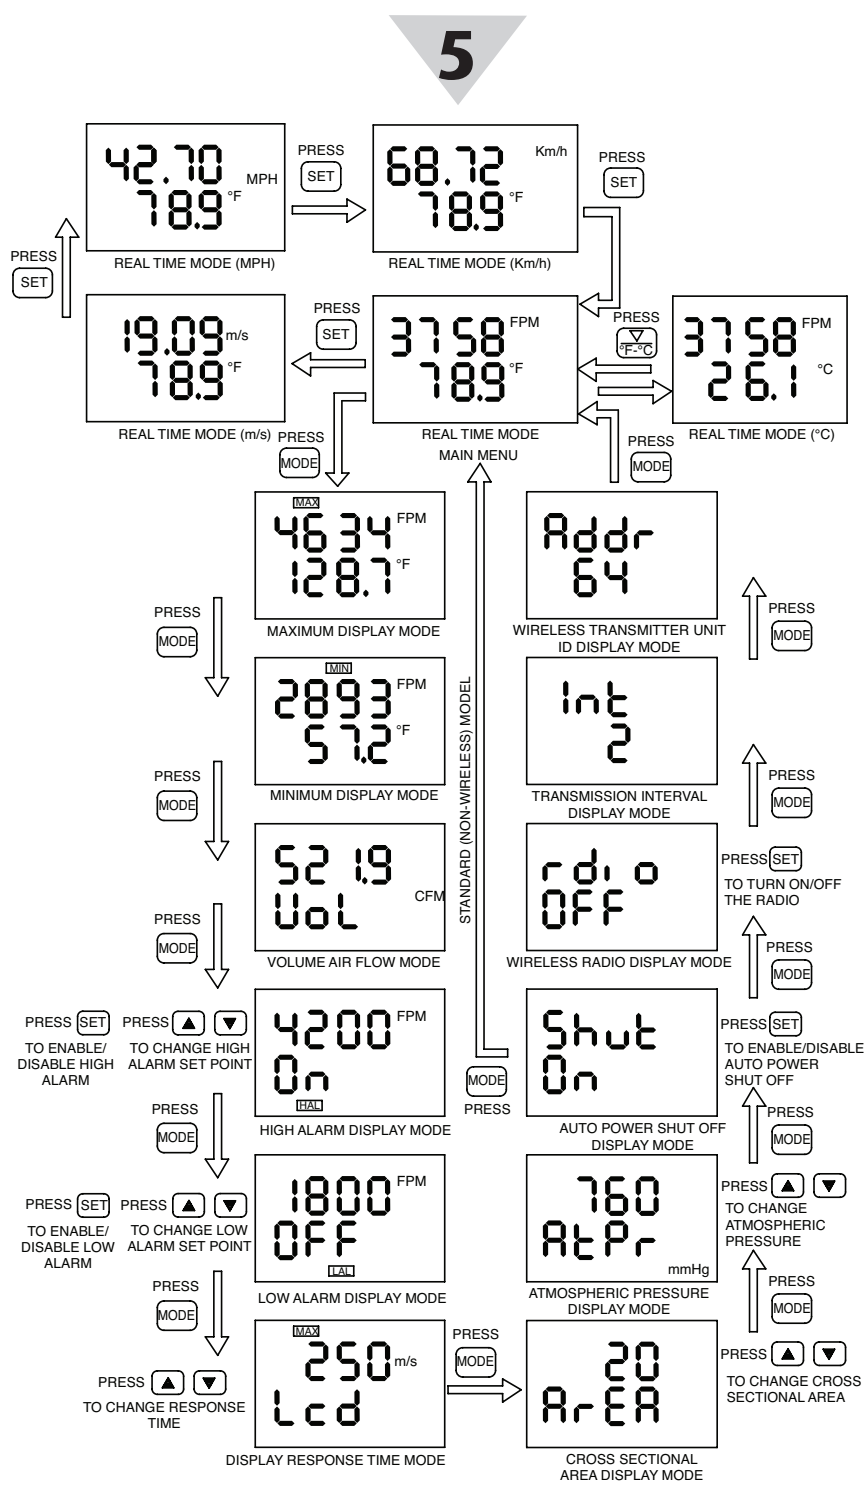 5
42.70 MPH
78.9 °F
REAL TIME MODE (MPH)
PRESS
SET
68.72 Km/h
78.9 °F
REAL TIME MODE (Km/h)
PRESS
SET
PRESS
SET
19.09 m/s
78.9 °F
REAL TIME MODE (m/s)
PRESS
SET
3758 FPM
78.9 °F
REAL TIME MODE
MAIN MENU
PRESS
°F-°C
3758 FPM
26.1 °C
REAL TIME MODE (°C)
PRESS
MODE
PRESS
MODE
MAX
4634 FPM
128.7 °F
MAXIMUM DISPLAY MODE
PRESS
MODE
MIN
2893 FPM
57.2 °F
MINIMUM DISPLAY MODE
PRESS
MODE
521.9
VoL CFM
VOLUME AIR FLOW MODE
PRESS
MODE
4200 FPM
On
HAL
HIGH ALARM DISPLAY MODE
PRESS SET
TO ENABLE/
DISABLE HIGH
ALARM
PRESS ▲ ▼
TO CHANGE HIGH
ALARM SET POINT
PRESS
MODE
1800 FPM
OFF
LAL
LOW ALARM DISPLAY MODE
PRESS SET
TO ENABLE/
DISABLE LOW
ALARM
PRESS ▲ ▼
TO CHANGE LOW
ALARM SET POINT
PRESS
MODE
MAX
250 m/s
Lcd
DISPLAY RESPONSE TIME MODE
PRESS ▲ ▼
TO CHANGE RESPONSE
TIME
PRESS
MODE
20
ArEA
CROSS SECTIONAL
AREA DISPLAY MODE
PRESS ▲ ▼
TO CHANGE CROSS
SECTIONAL AREA
PRESS
MODE
760
AtPr
mmHg
ATMOSPHERIC PRESSURE
DISPLAY MODE
PRESS ▲ ▼
TO CHANGE
ATMOSPHERIC
PRESSURE
PRESS
MODE
Shut
On
AUTO POWER SHUT OFF
DISPLAY MODE
PRESS SET
TO ENABLE/DISABLE
AUTO POWER
SHUT OFF
MODE
PRESS
STANDARD (NON-WIRELESS) MODEL
PRESS
MODE
rdio
OFF
WIRELESS RADIO DISPLAY MODE
PRESS SET
TO TURN ON/OFF
THE RADIO
PRESS
MODE
Int
2
TRANSMISSION INTERVAL
DISPLAY MODE
PRESS
MODE
Addr
64
WIRELESS TRANSMITTER UNIT
ID DISPLAY MODE